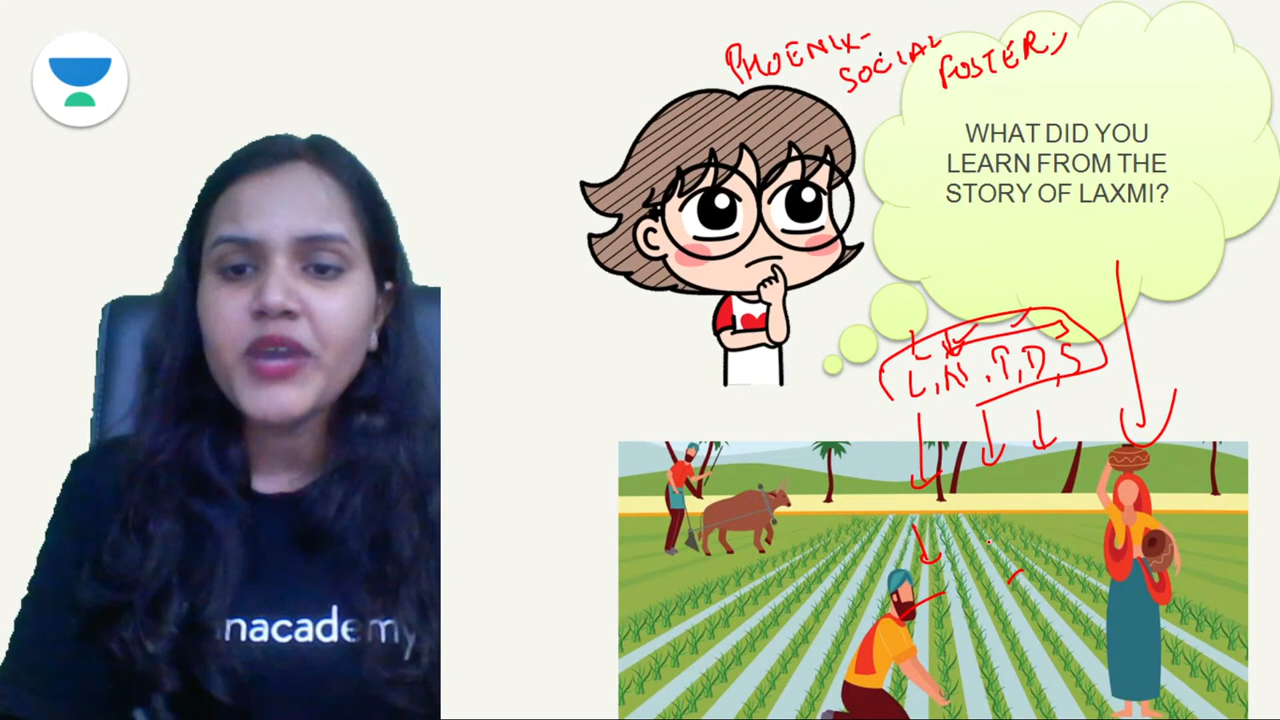 PHOENIX-
SOCIAL
FOSTER;
WHAT DID YOU
LEARN FROM THE
STORY OF LAXMI?
L
L, N, T, D, S
nacademy